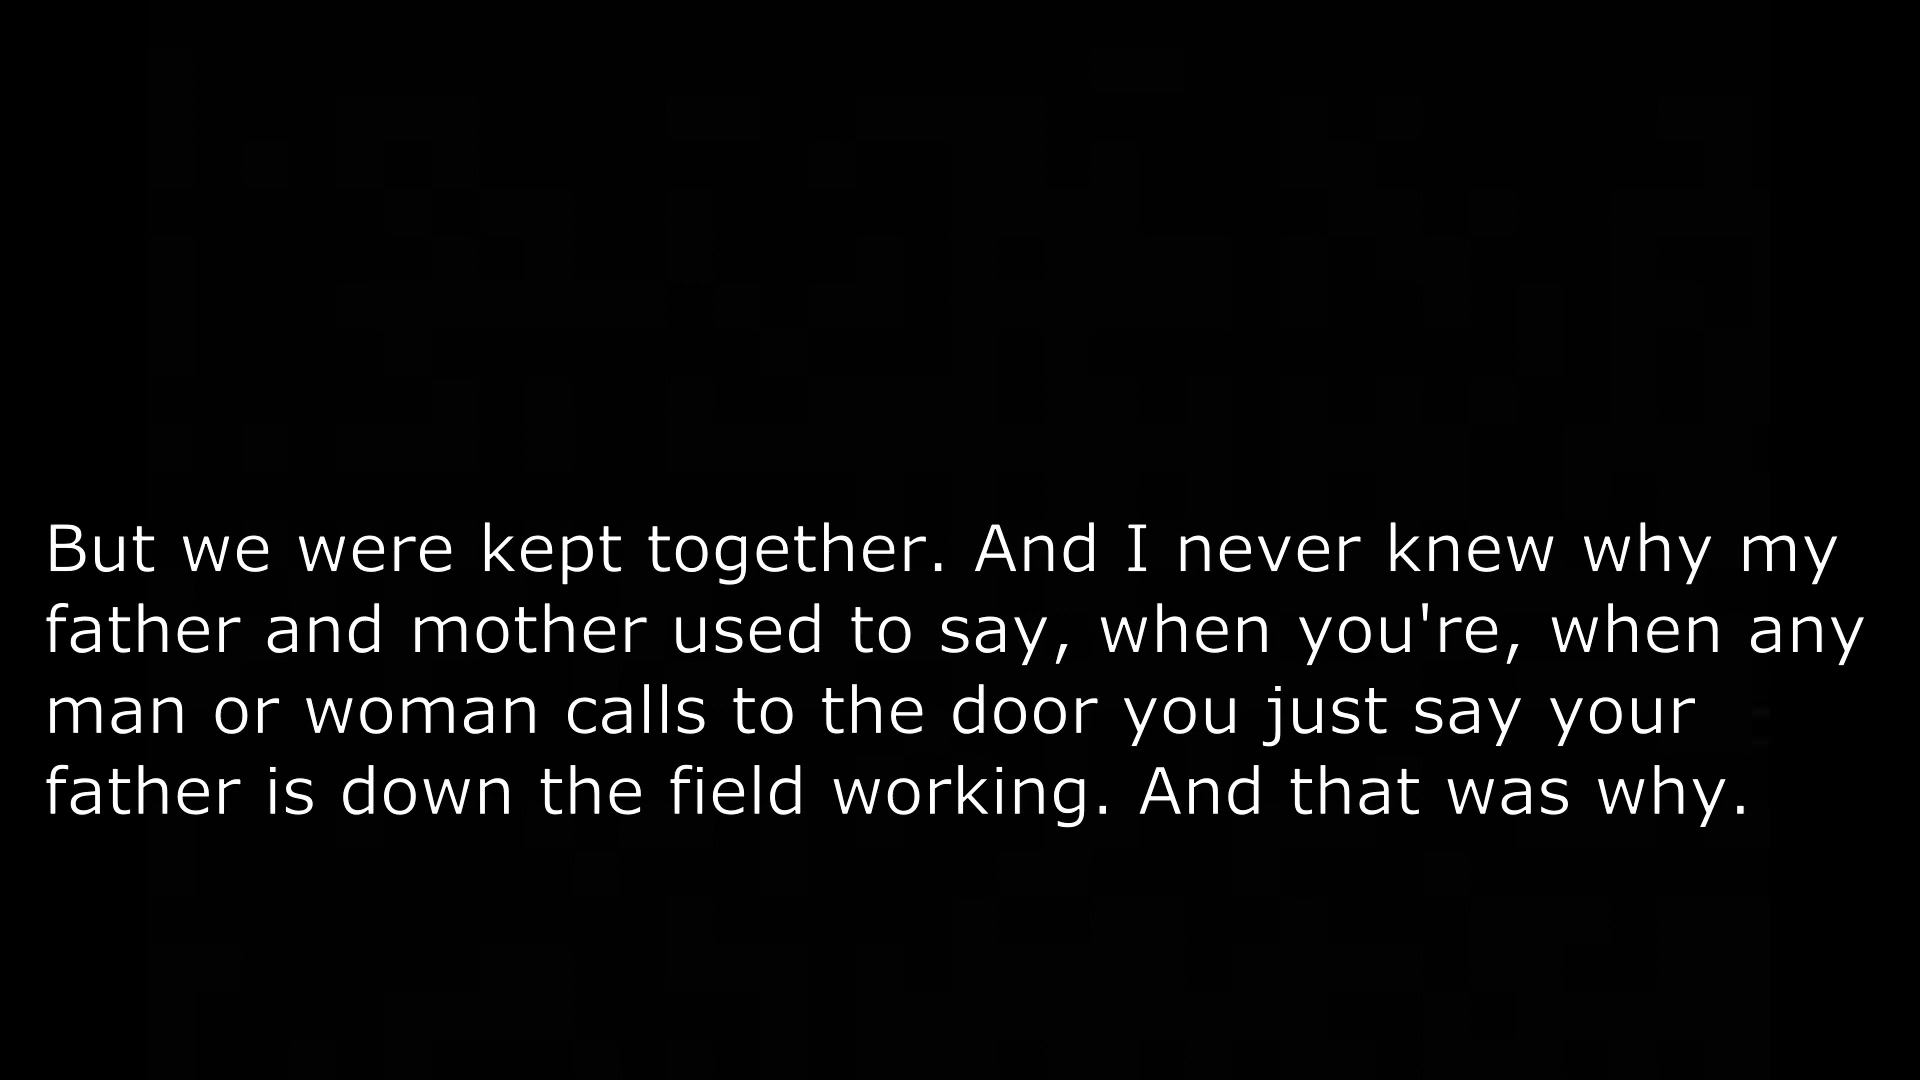 But we were kept together. And I never knew why my
father and mother used to say, when you're, when any
man or woman calls to the door you just say your
father is down the field working. And that was why.